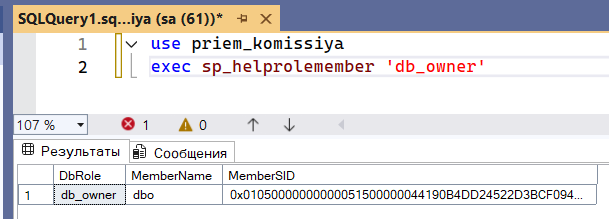 SQLQuery1.sq...iya (sa (61))*
1 use priem_komissiya
2 exec sp_helprolemember 'db_owner'
107 % 1 0
Результаты Сообщения
DbRole MemberName MemberSID
1 db_owner dbo 0x01050000000000051500000044190B4DD24522D3BCF094...